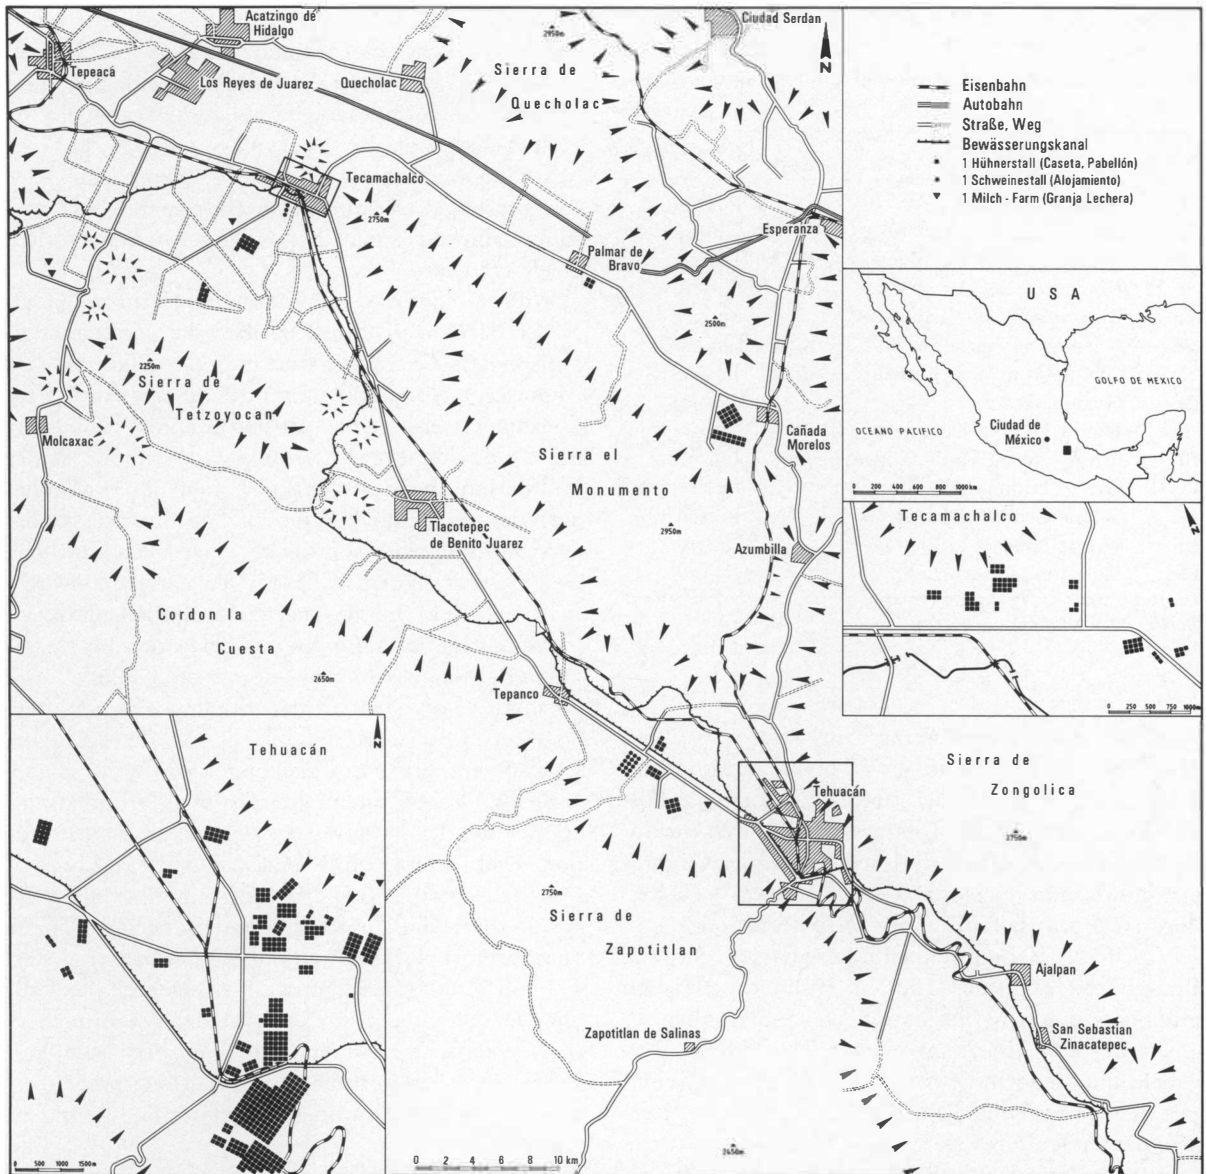 Acatzingo de
Hidalgo
Tepeaca
Los Reyes de Juarez
Quecholac
2950m
Sierra de
Quecholac
Ciudad Serdan
N
Eisenbahn
Autobahn
Straße, Weg
Bewässerungskanal
1 Hühnerstall (Caseta, Pabellón)
1 Schweinestall (Alojamiento)
1 Milch - Farm (Granja Lechera)
Tecamachalco
2750m
Esperanza
Palmar de
Bravo
2500m
2250m
Sierra de
Tetzoyocan
Molcaxac
Cañada
Morelos
Sierra el
Monumento
2950m
Azumbilla
Tlacotepec
de Benito Juarez
Cordon la
Cuesta
2650m
Tepanco
USA
GOLFO DE MEXICO
OCEANO PACIFICO
Ciudad de
México
0 200 400 600 800 1000 km
Tecamachalco
N
0 250 500 750 1000m
Tehuacán
N
0 500 1000 1500m
Tehuacán
Sierra de
Zongolica
2750m
2750m
Sierra de
Zapotitlan
Ajalpan
San Sebastian
Zinacatepec
Zapotitlan de Salinas
0 2 4 6 8 10 km
2450m